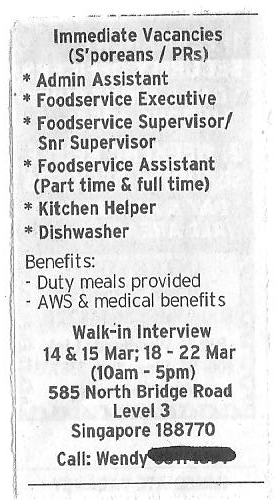 Immediate Vacancies
(S'poreans / PRs)
* Admin Assistant
* Foodservice Executive
* Foodservice Supervisor/
Snr Supervisor
* Foodservice Assistant
(Part time & full time)
* Kitchen Helper
* Dishwasher
Benefits:
- Duty meals provided
- AWS & medical benefits
Walk-in Interview
14 & 15 Mar; 18 - 22 Mar
(10am - 5pm)
585 North Bridge Road
Level 3
Singapore 188770
Call: Wendy